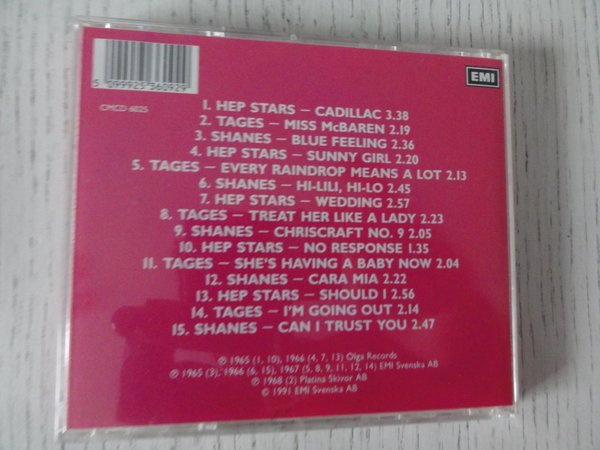 EMI
5 099925 360929
CMCD 6025
1. HEP STARS – CADILLAC 3.38
2. TAGES – MISS McBAREN 2.19
3. SHANES – BLUE FEELING 2.36
4. HEP STARS – SUNNY GIRL 2.20
5. TAGES – EVERY RAINDROP MEANS A LOT 2.13
6. SHANES – HI-LILI, HI-LO 2.45
7. HEP STARS – WEDDING 2.57
8. TAGES – TREAT HER LIKE A LADY 2.23
9. SHANES – CHRISCRAFT NO. 9 2.05
10. HEP STARS – NO RESPONSE 1.35
11. TAGES – SHE'S HAVING A BABY NOW 2.04
12. SHANES – CARA MIA 2.22
13. HEP STARS – SHOULD I 2.56
14. TAGES – I'M GOING OUT 2.14
15. SHANES – CAN I TRUST YOU 2.47
℗ 1965 (1, 10), 1966 (4, 7, 13) Olga Records
℗ 1965 (3), 1966 (6, 15), 1967 (5, 8, 9, 11, 12, 14) EMI Svenska AB
℗ 1968 (2) Platina Skivor AB
© 1991 EMI Svenska AB